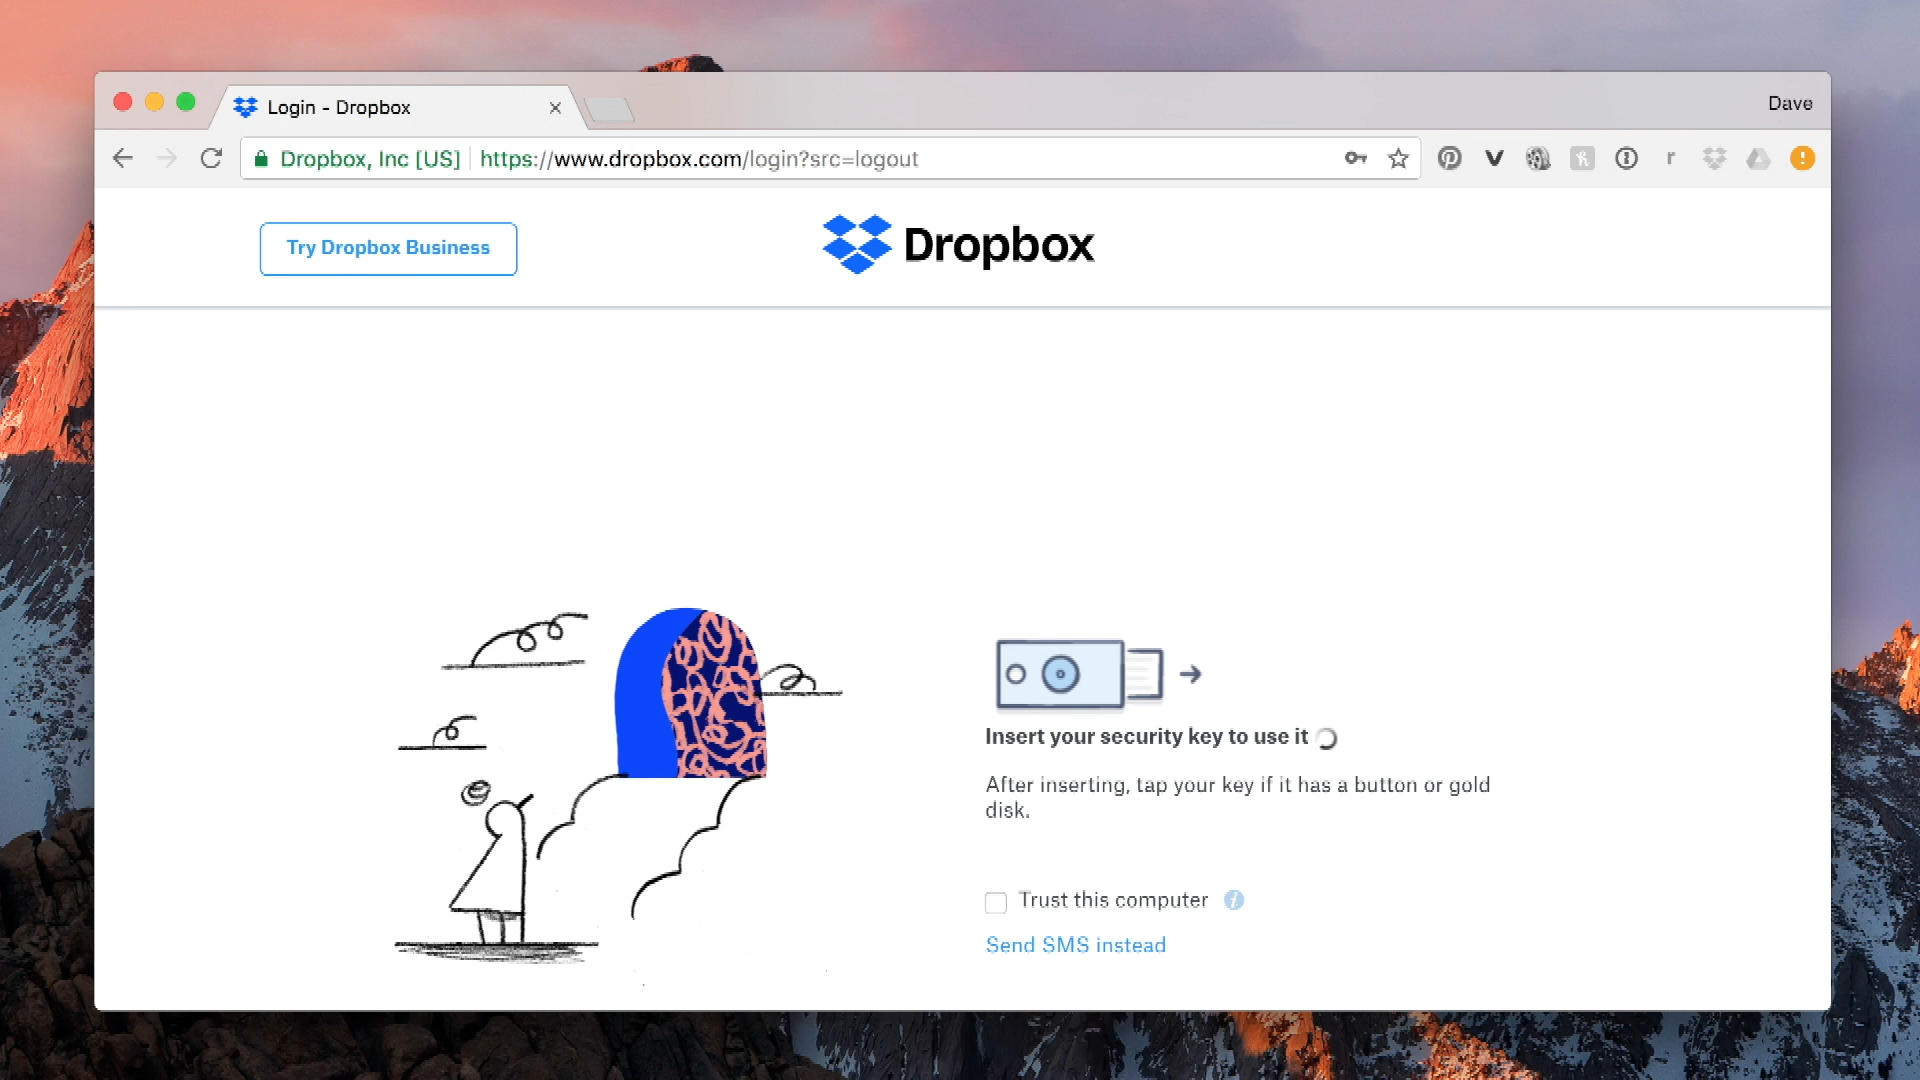 Login - Dropbox
Dave
Dropbox, Inc [US] https://www.dropbox.com/login?src=logout
Try Dropbox Business
Dropbox
Insert your security key to use it
After inserting, tap your key if it has a button or gold
disk.
Trust this computer
Send SMS instead